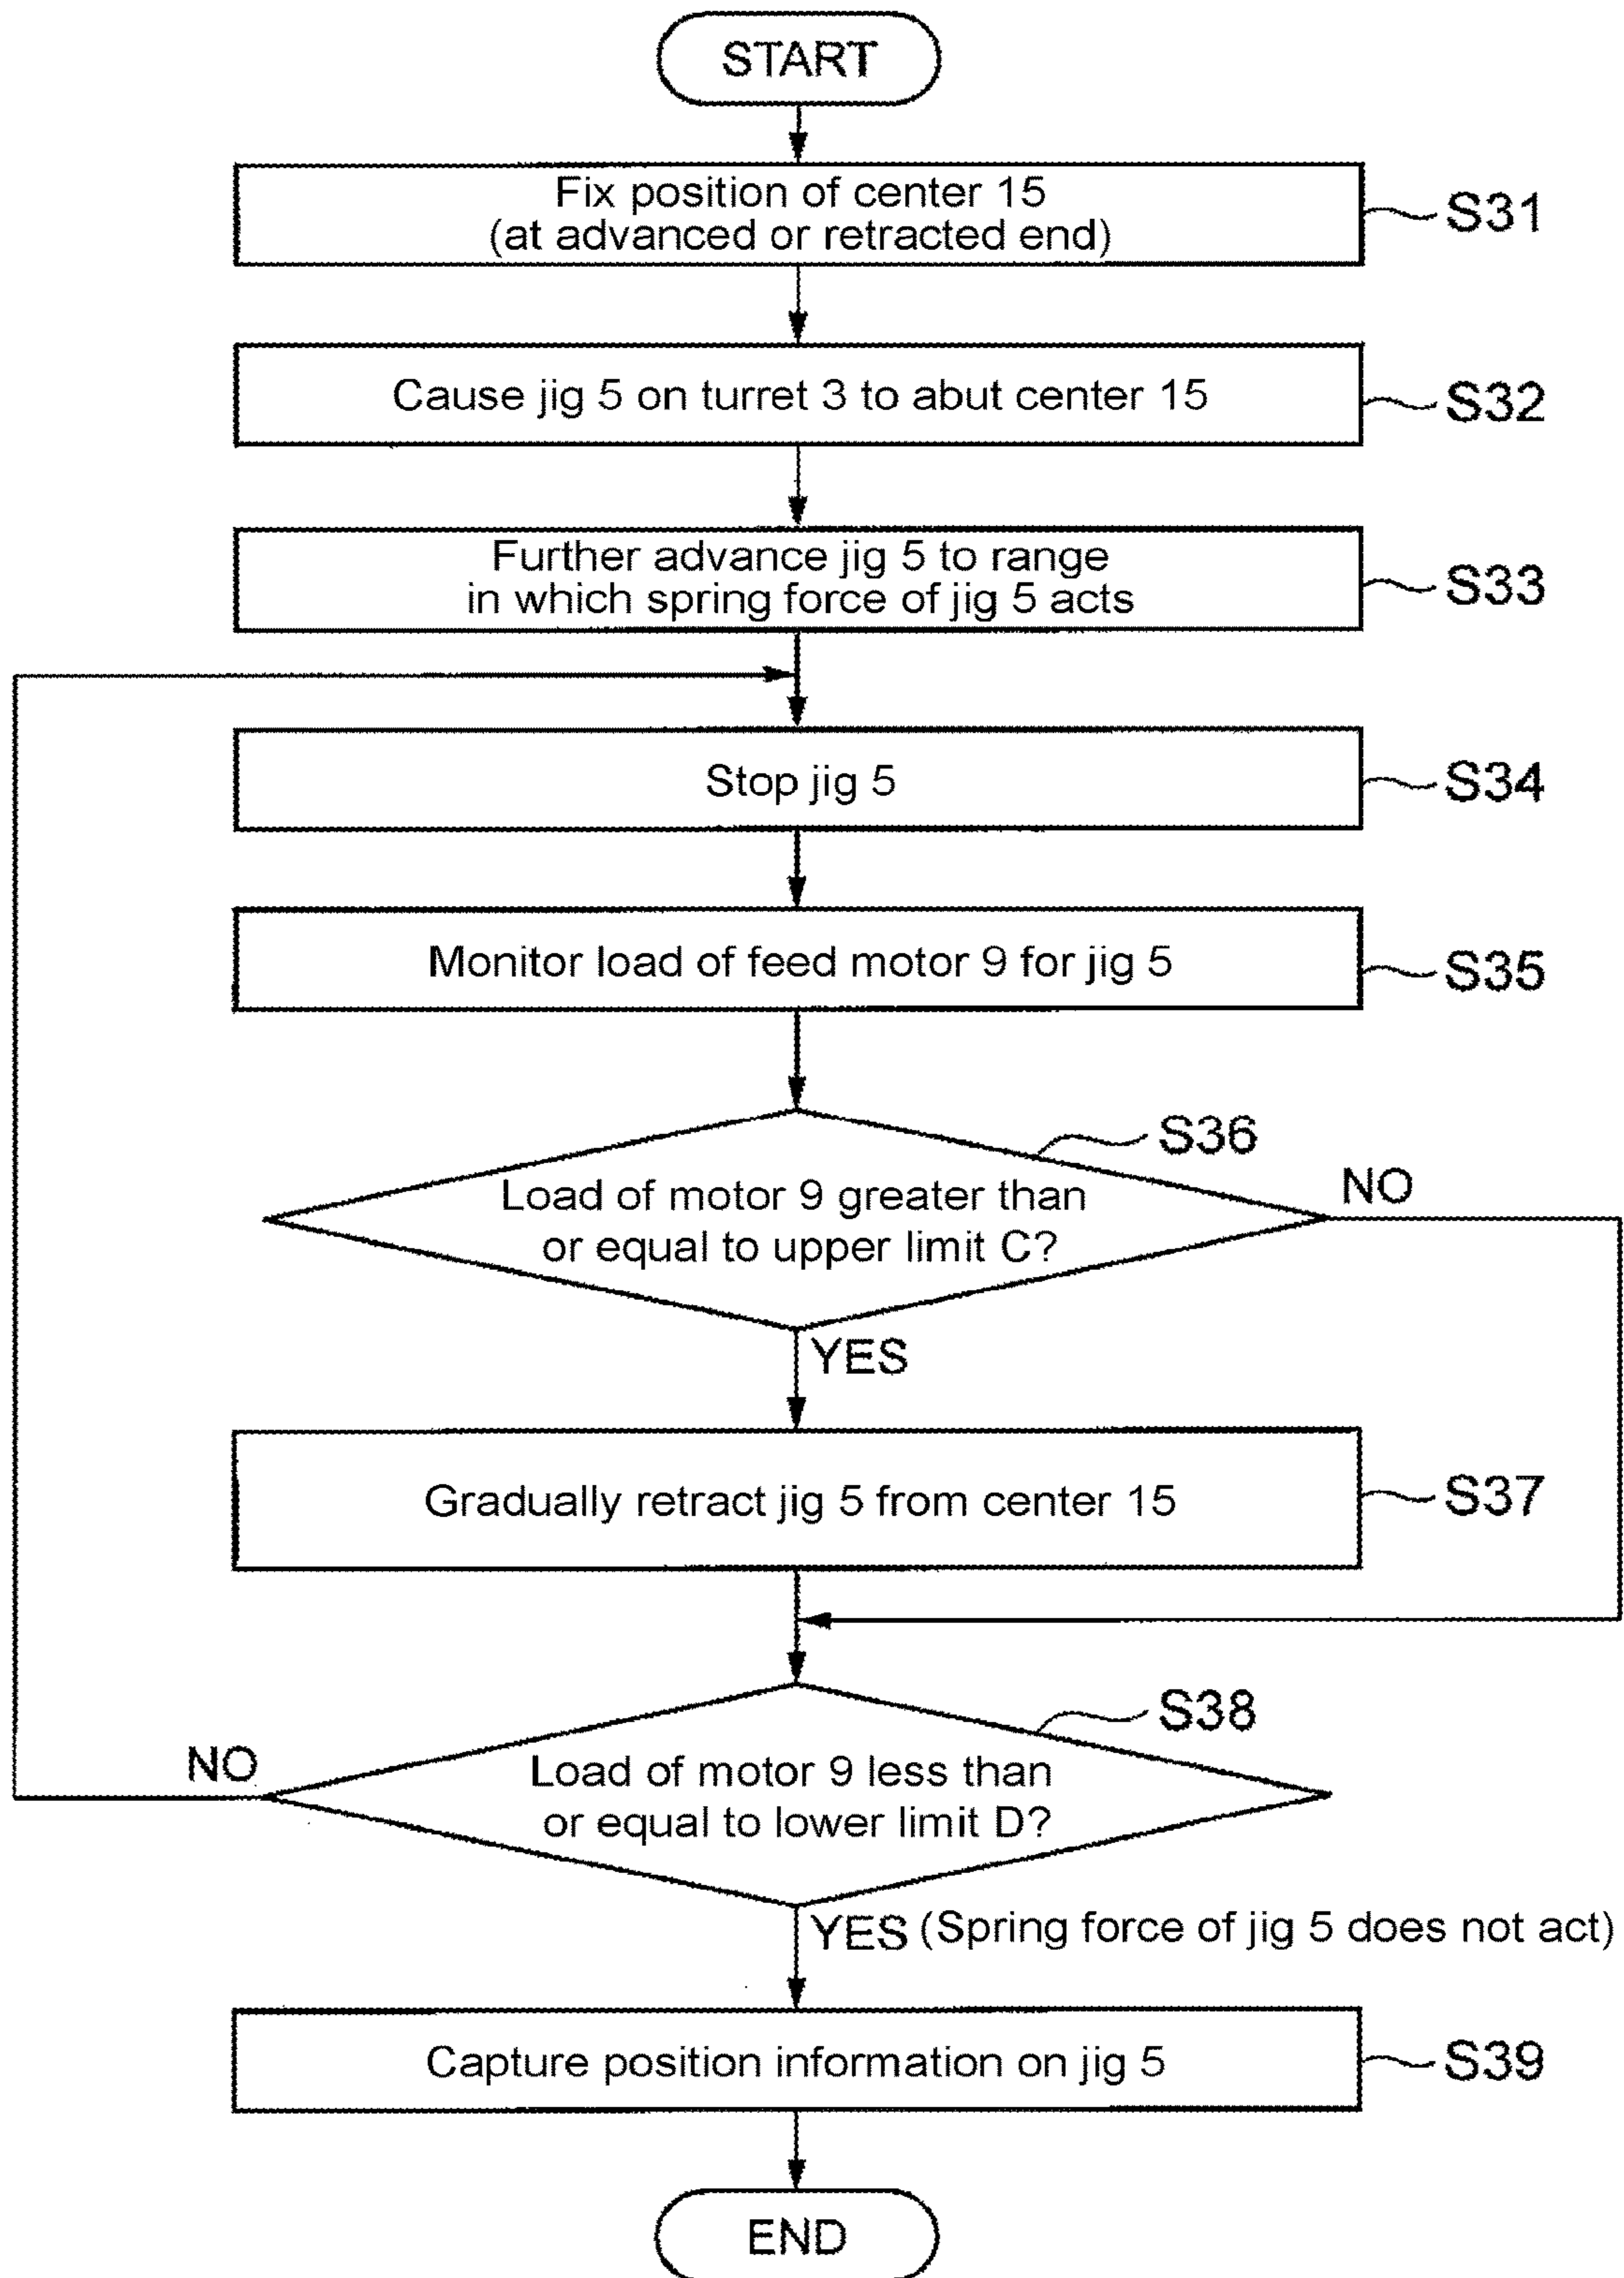 START
Fix position of center 15
(at advanced or retracted end)
S31
Cause jig 5 on turret 3 to abut center 15
S32
Further advance jig 5 to range
in which spring force of jig 5 acts
S33
Stop jig 5
S34
Monitor load of feed motor 9 for jig 5
S35
S36
Load of motor 9 greater than
or equal to upper limit C?
NO
YES
Gradually retract jig 5 from center 15
S37
S38
NO
Load of motor 9 less than
or equal to lower limit D?
YES (Spring force of jig 5 does not act)
Capture position information on jig 5
S39
END